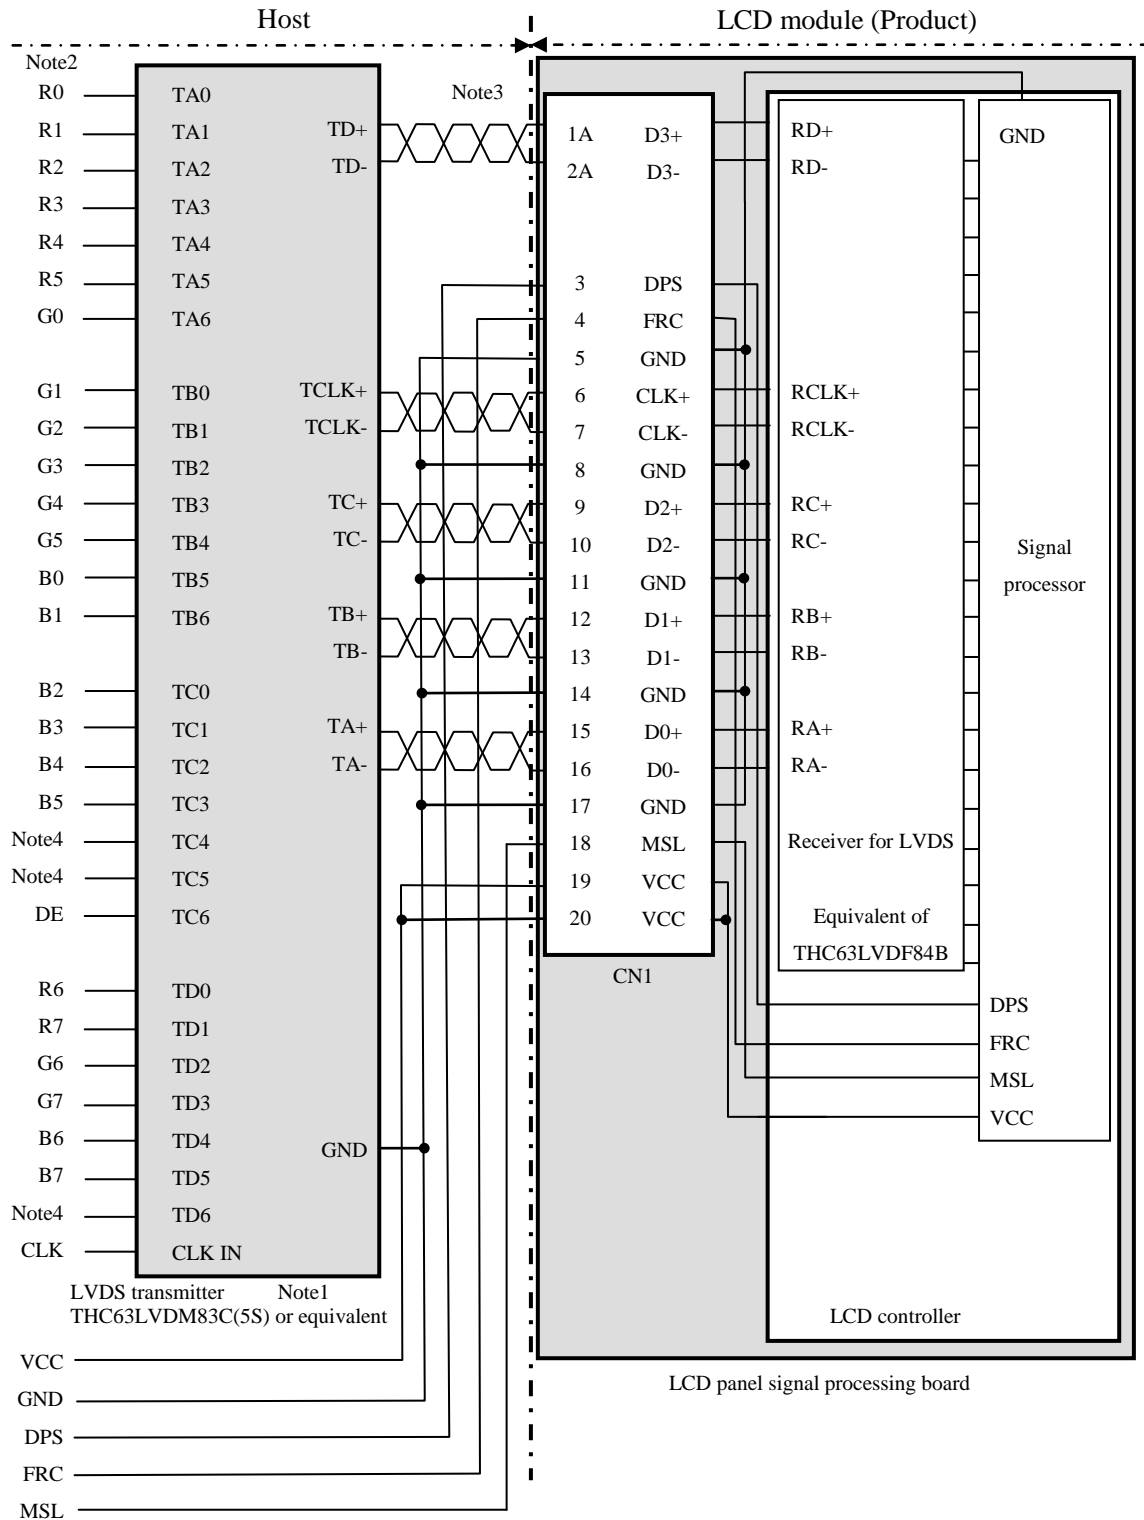 Host
LCD module (Product)
Note2
R0
R1
R2
R3
R4
R5
G0
G1
G2
G3
G4
G5
B0
B1
B2
B3
B4
B5
Note4
Note4
DE
R6
R7
G6
G7
B6
B7
Note4
CLK
TA0
TA1
TA2
TA3
TA4
TA5
TA6
TB0
TB1
TB2
TB3
TB4
TB5
TB6
TC0
TC1
TC2
TC3
TC4
TC5
TC6
TD0
TD1
TD2
TD3
TD4
TD5
TD6
CLK IN
TD+
TD-
TCLK+
TCLK-
TC+
TC-
TB+
TB-
TA+
TA-
GND
LVDS transmitter Note1
THC63LVDM83C(5S) or equivalent
VCC
GND
DPS
FRC
MSL
Note3
1A D3+
2A D3-
3 DPS
4 FRC
5 GND
6 CLK+
7 CLK-
8 GND
9 D2+
10 D2-
11 GND
12 D1+
13 D1-
14 GND
15 D0+
16 D0-
17 GND
18 MSL
19 VCC
20 VCC
CN1
RD+
RD-
RCLK+
RCLK-
RC+
RC-
RB+
RB-
RA+
RA-
Receiver for LVDS
Equivalent of
THC63LVDF84B
GND
Signal
processor
DPS
FRC
MSL
VCC
LCD controller
LCD panel signal processing board